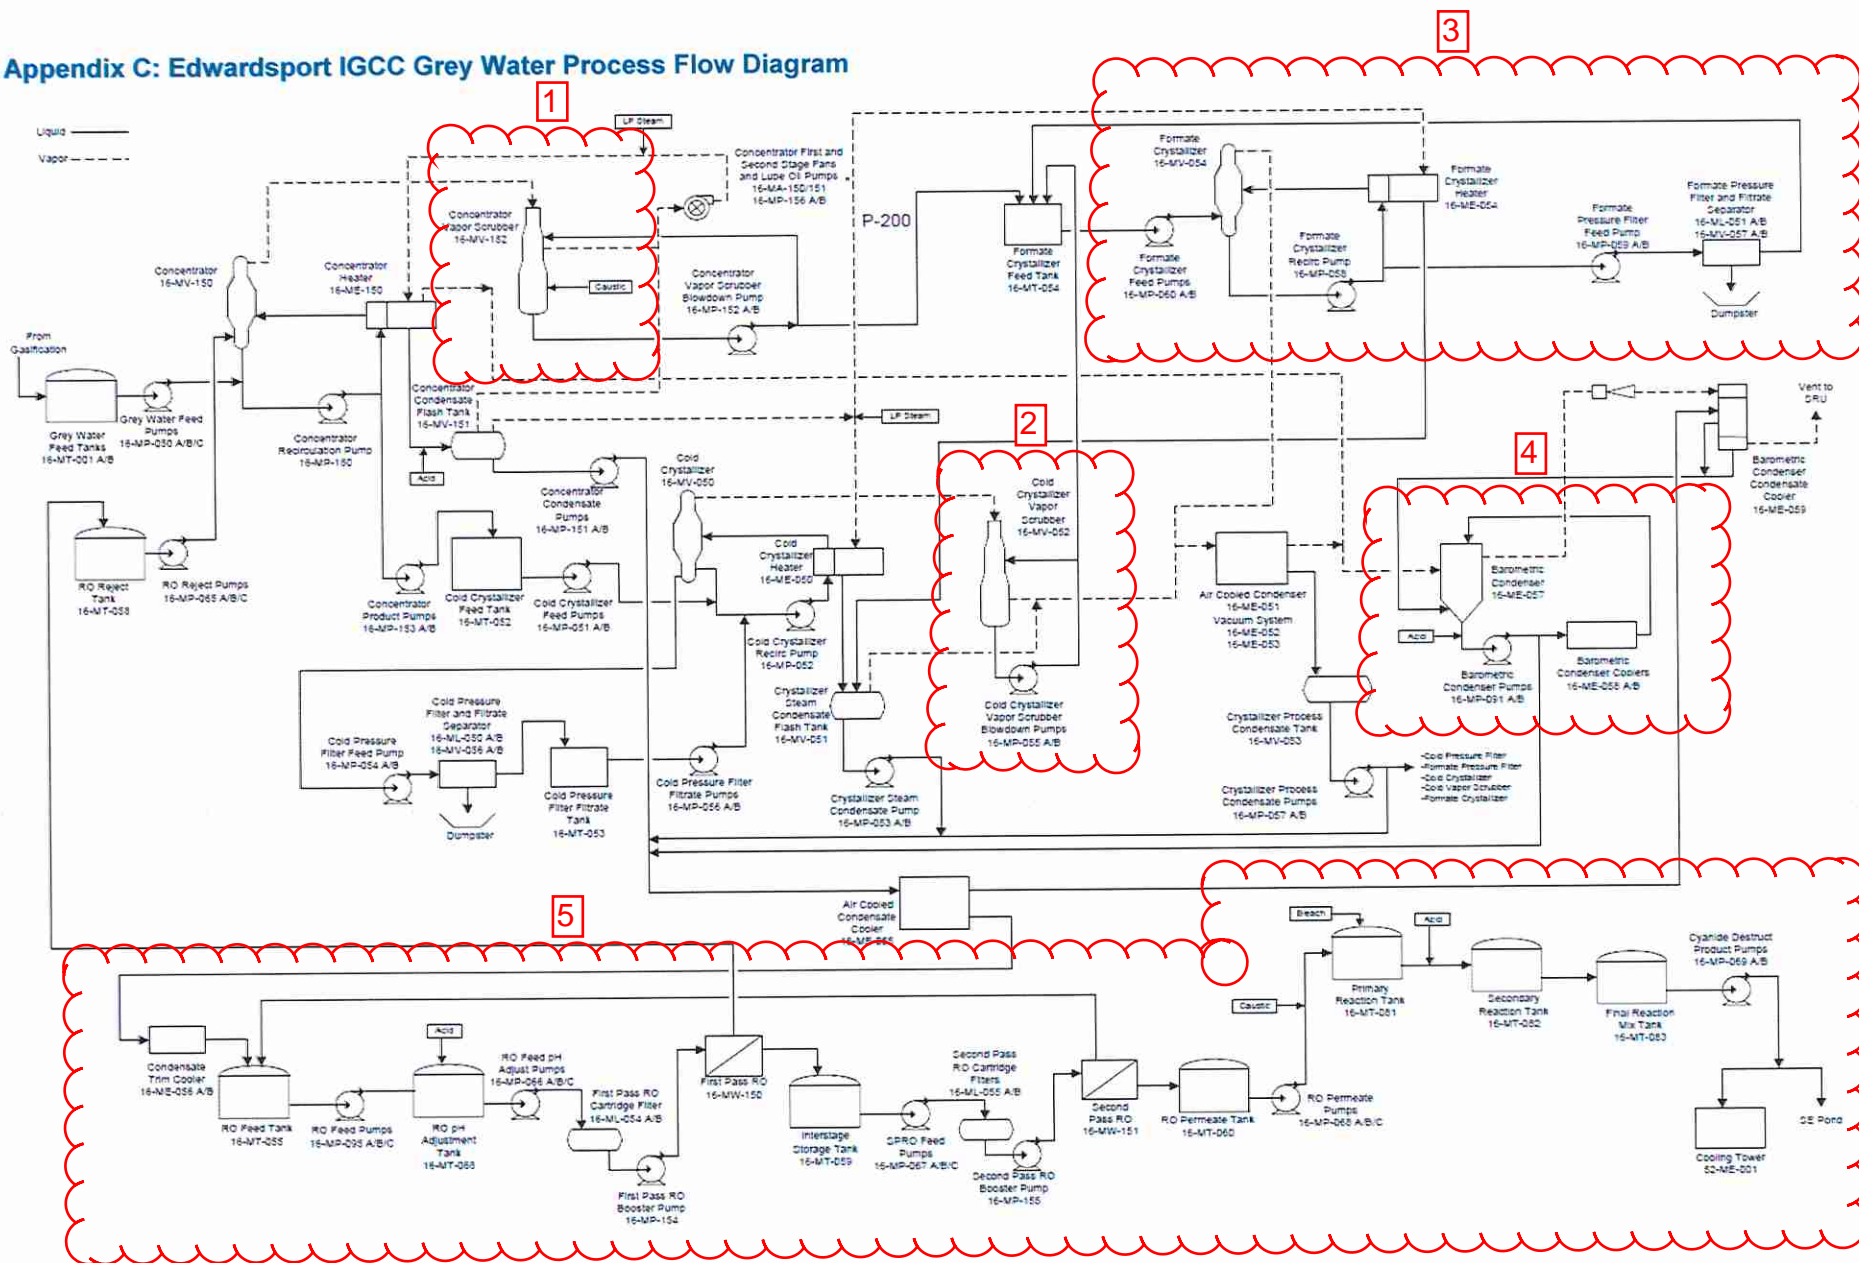 Appendix C: Edwardsport IGCC Grey Water Process Flow Diagram
3
1
Liquid
Vapor
LP Steam
Concentrator First and
Second Stage Fans
and Lube Oil Pumps
16-MA-150/151
16-MP-156 A/B
Concentrator
Vapor Scrubber
16-MV-152
P-200
Formate
Crystallizer
16-MV-054
Formate
Crystallizer
Heater
16-ME-054
Formate Pressure
Filter and Filtrate
Separator
16-ML-051 A/B
16-MV-057 A/B
Formate
Pressure Filter
Feed Pump
16-MP-059 A/B
Formate
Crystallizer
Recirc Pump
16-MP-058
Formate
Crystallizer
Feed Tank
16-MT-054
Formate
Crystallizer
Feed Pumps
16-MP-060 A/B
Dumpster
Concentrator
16-MV-150
Concentrator
Heater
16-ME-150
Caustic
Concentrator
Vapor Scrubber
Blowdown Pump
16-MP-152 A/B
From
Gasification
Grey Water
Feed Tanks
16-MT-001 A/B
Grey Water Feed
Pumps
16-MP-050 A/B/C
Concentrator
Recirculation Pump
16-MP-150
Concentrator
Condensate
Flash Tank
16-MV-151
LP Steam
Acid
Concentrator
Condensate
Pumps
16-MP-151 A/B
2
Vent to
SRU
4
Barometric
Condenser
Condensate
Cooler
16-ME-059
Cold
Crystallizer
16-MV-050
Cold
Crystallizer
Vapor
Scrubber
16-MV-052
RO Reject
Tank
16-MT-058
RO Reject Pumps
16-MP-065 A/B/C
Concentrator
Product Pumps
16-MP-153 A/B
Cold Crystallizer
Feed Tank
16-MT-052
Cold Crystallizer
Feed Pumps
16-MP-051 A/B
Cold
Crystallizer
Heater
16-ME-050
Cold Crystallizer
Recirc Pump
16-MP-052
Air Cooled Condenser
16-ME-051
Vacuum System
16-ME-052
16-ME-053
Barometric
Condenser
16-ME-057
Acid
Barometric
Condenser Pumps
16-MP-091 A/B
Barometric
Condenser Coolers
16-ME-058 A/B
Cold Pressure
Filter and Filtrate
Separator
16-ML-050 A/B
16-MV-056 A/B
Cold Pressure
Filter Feed Pump
16-MP-054 A/B
Dumpster
Cold Pressure
Filter Filtrate
Tank
16-MT-053
Cold Pressure Filter
Filtrate Pumps
16-MP-056 A/B
Crystallizer
Steam
Condensate
Flash Tank
16-MV-051
Crystallizer Steam
Condensate Pump
16-MP-053 A/B
Cold Crystallizer
Vapor Scrubber
Blowdown Pumps
16-MP-055 A/B
Crystallizer Process
Condensate Tank
16-MV-053
Crystallizer Process
Condensate Pumps
16-MP-057 A/B
-Cold Pressure Filter
-Formate Pressure Filter
-Cold Crystallizer
-Cold Vapor Scrubber
-Formate Crystallizer
5
Air Cooled
Condensate
Cooler
16-ME-055
Bleach
Acid
Caustic
Primary
Reaction Tank
16-MT-081
Secondary
Reaction Tank
16-MT-082
Final Reaction
Mix Tank
16-MT-083
Cyanide Destruct
Product Pumps
16-MP-069 A/B
Condensate
Trim Cooler
16-ME-056 A/B
Acid
RO Feed Tank
16-MT-055
RO Feed Pumps
16-MP-095 A/B/C
RO pH
Adjustment
Tank
16-MT-068
RO Feed pH
Adjust Pumps
16-MP-066 A/B/C
First Pass RO
Cartridge Filter
16-ML-054 A/B
First Pass RO
Booster Pump
16-MP-154
First Pass RO
16-MW-150
Interstage
Storage Tank
16-MT-059
SPRO Feed
Pumps
16-MP-067 A/B/C
Second Pass
RO Cartridge
Filters
16-ML-055 A/B
Second Pass RO
Booster Pump
16-MP-155
Second
Pass RO
16-MW-151
RO Permeate Tank
16-MT-060
RO Permeate
Pumps
16-MP-068 A/B/C
Cooling Tower
52-ME-001
SE Pond